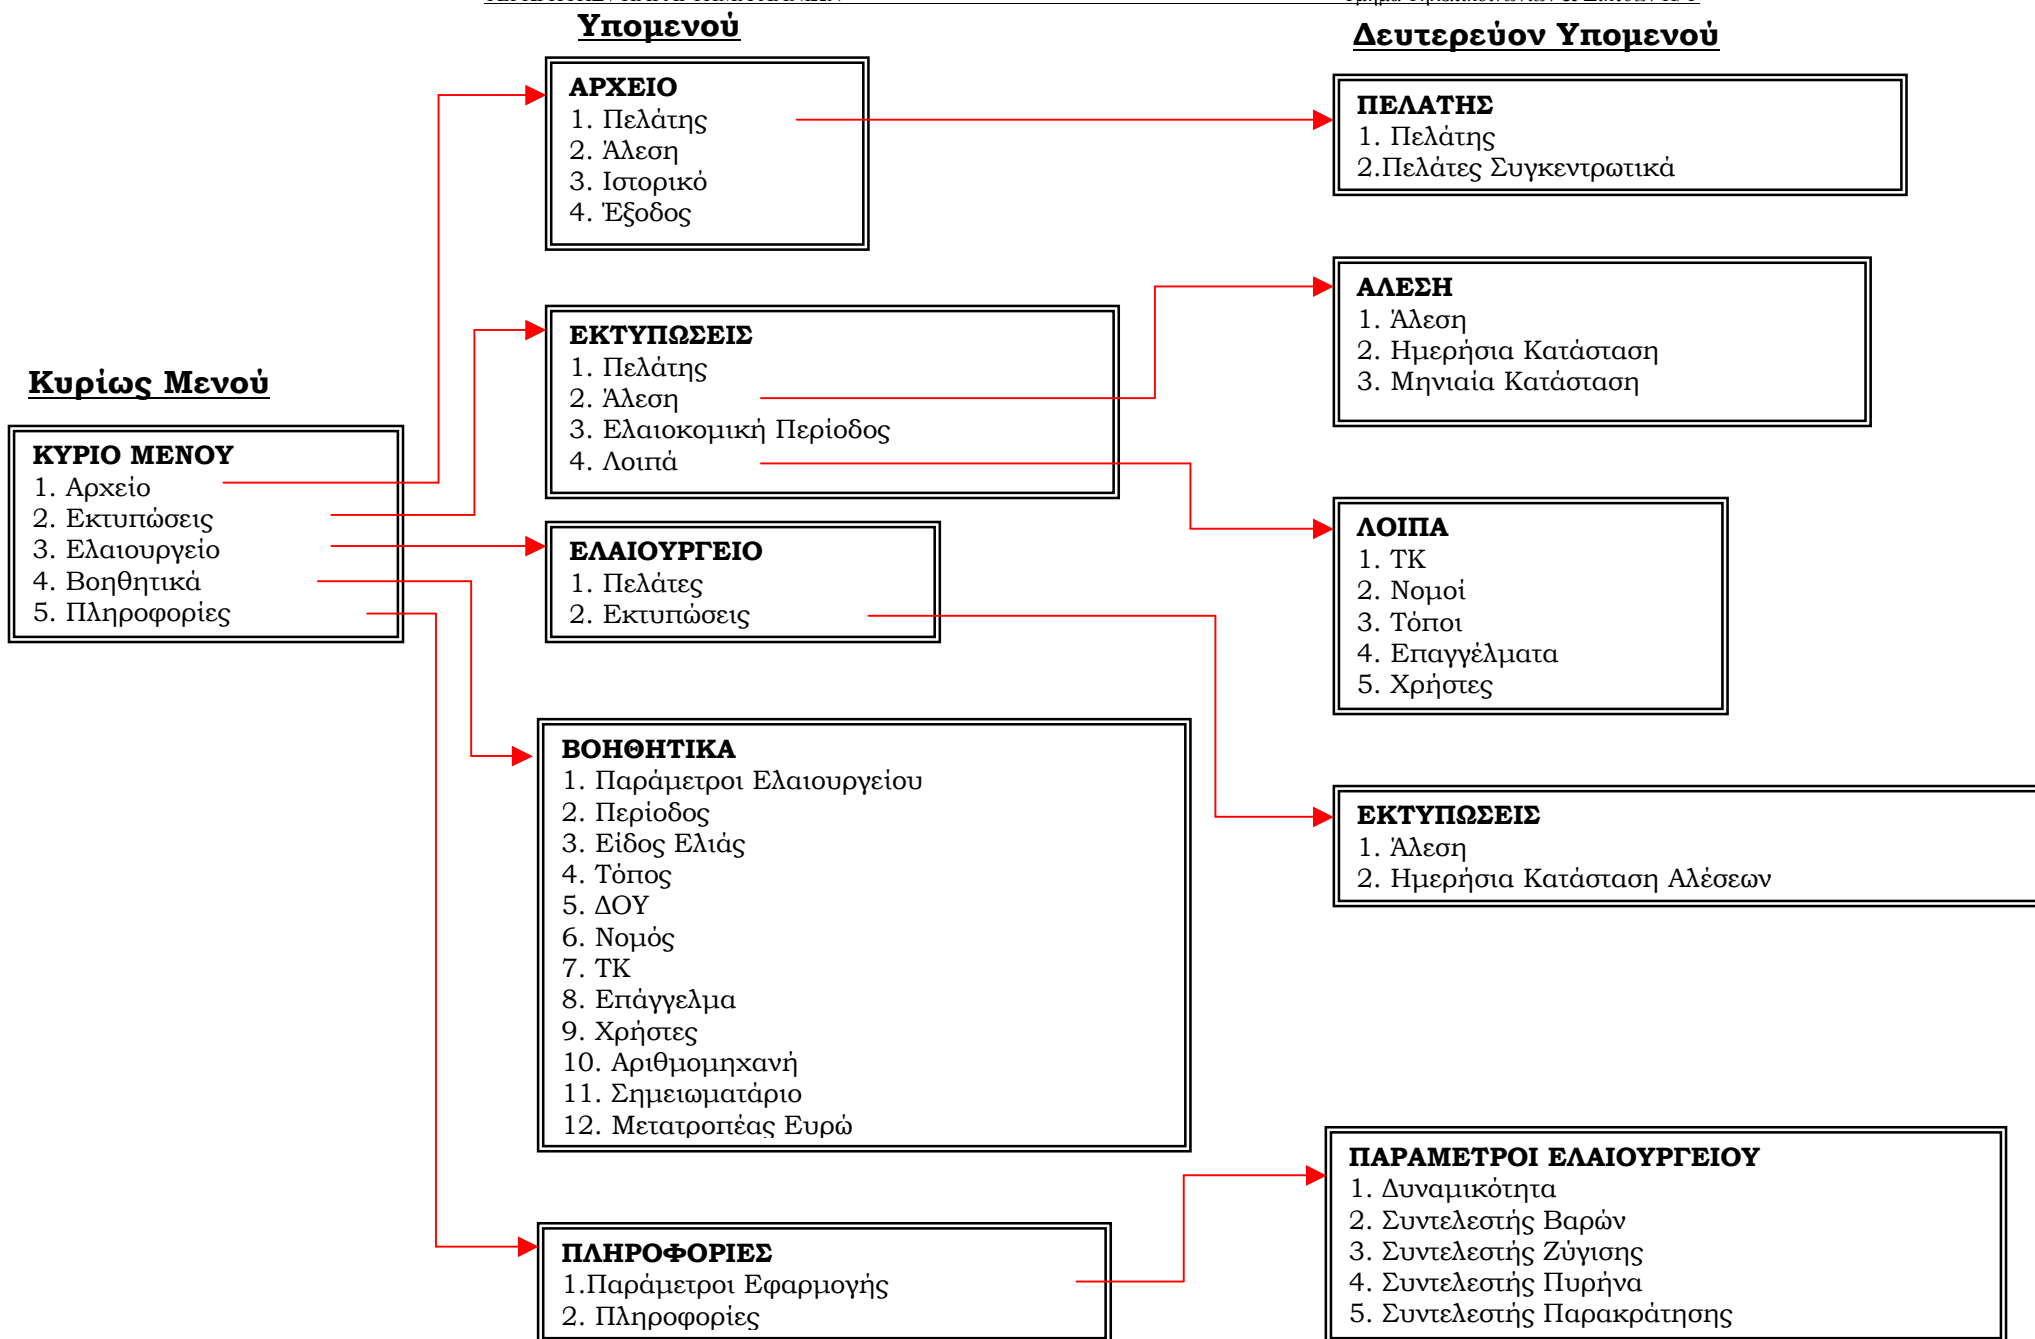 Υπομενού
Δευτερεύον Υπομενού
Κυρίως Μενού
ΚΥΡΙΟ ΜΕΝΟΥ
1. Αρχείο
2. Εκτυπώσεις
3. Ελαιουργείο
4. Βοηθητικά
5. Πληροφορίες
ΑΡΧΕΙΟ
1. Πελάτης
2. Άλεση
3. Ιστορικό
4. Έξοδος
ΕΚΤΥΠΩΣΕΙΣ
1. Πελάτης
2. Άλεση
3. Ελαιοκομική Περίοδος
4. Λοιπά
ΕΛΑΙΟΥΡΓΕΙΟ
1. Πελάτες
2. Εκτυπώσεις
ΒΟΗΘΗΤΙΚΑ
1. Παράμετροι Ελαιουργείου
2. Περίοδος
3. Είδος Ελιάς
4. Τόπος
5. ΔΟΥ
6. Νομός
7. ΤΚ
8. Επάγγελμα
9. Χρήστες
10. Αριθμομηχανή
11. Σημειωματάριο
12. Μετατροπέας Ευρώ
ΠΛΗΡΟΦΟΡΙΕΣ
1.Παράμετροι Εφαρμογής
2. Πληροφορίες
ΠΕΛΑΤΗΣ
1. Πελάτης
2.Πελάτες Συγκεντρωτικά
ΑΛΕΣΗ
1. Άλεση
2. Ημερήσια Κατάσταση
3. Μηνιαία Κατάσταση
ΛΟΙΠΑ
1. ΤΚ
2. Νομοί
3. Τόποι
4. Επαγγέλματα
5. Χρήστες
ΕΚΤΥΠΩΣΕΙΣ
1. Άλεση
2. Ημερήσια Κατάσταση Αλέσεων
ΠΑΡΑΜΕΤΡΟΙ ΕΛΑΙΟΥΡΓΕΙΟΥ
1. Δυναμικότητα
2. Συντελεστής Βαρών
3. Συντελεστής Ζύγισης
4. Συντελεστής Πυρήνα
5. Συντελεστής Παρακράτησης